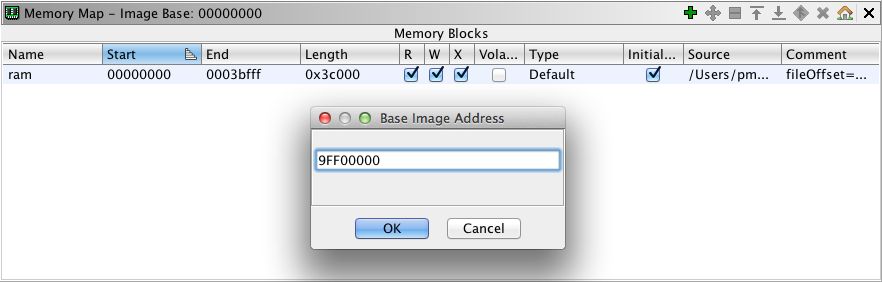 Memory Map – Image Base: 00000000
Memory Blocks
Name Start End Length R W X Vola... Type Initial... Source Comment
ram 00000000 0003bfff 0x3c000 Default /Users/pm... fileOffset=...
Base Image Address
9FF00000
OK Cancel